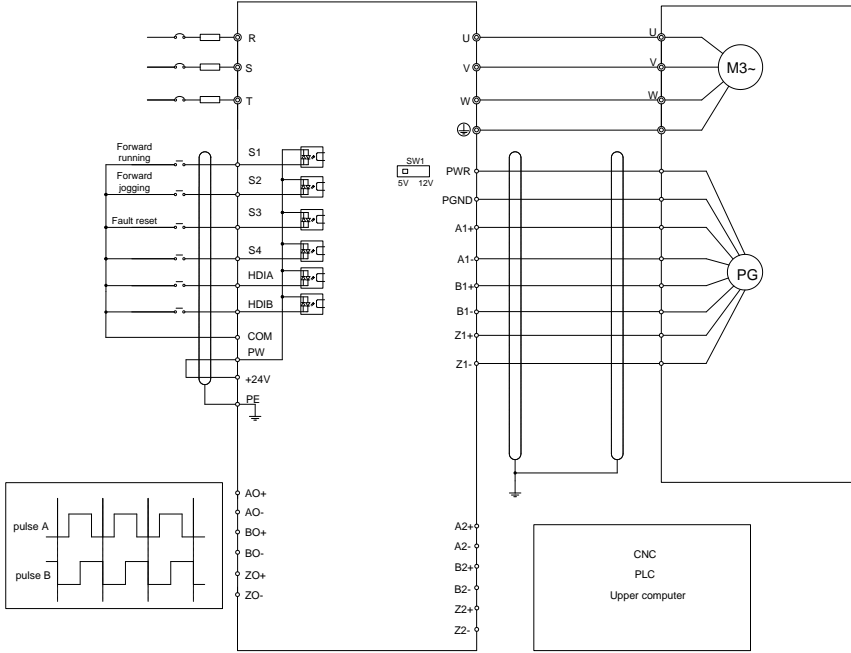 R
S
T
U
V
W
U
V
W
M3~
Forward
running
Forward
jogging
Fault reset
S1
S2
S3
S4
HDIA
HDIB
COM
PW
+24V
PE
SW1
5V 12V
PWR
PGND
A1+
A1-
B1+
B1-
Z1+
Z1-
PG
pulse A
pulse B
AO+
AO-
BO+
BO-
ZO+
ZO-
A2+
A2-
B2+
B2-
Z2+
Z2-
CNC
PLC
Upper computer